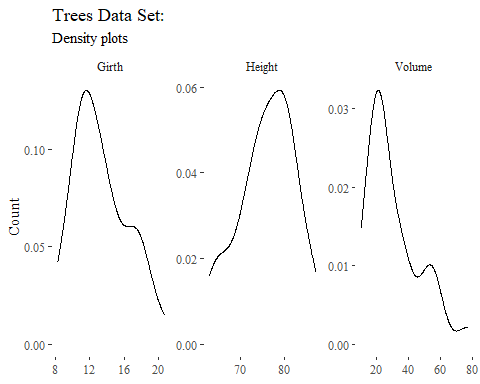 Trees Data Set:
Density plots
Girth Height Volume
Count
0.10
0.05
0.00
0.06
0.04
0.02
0.00
0.03
0.02
0.01
0.00
8 12 16 20
70 80
20 40 60 80